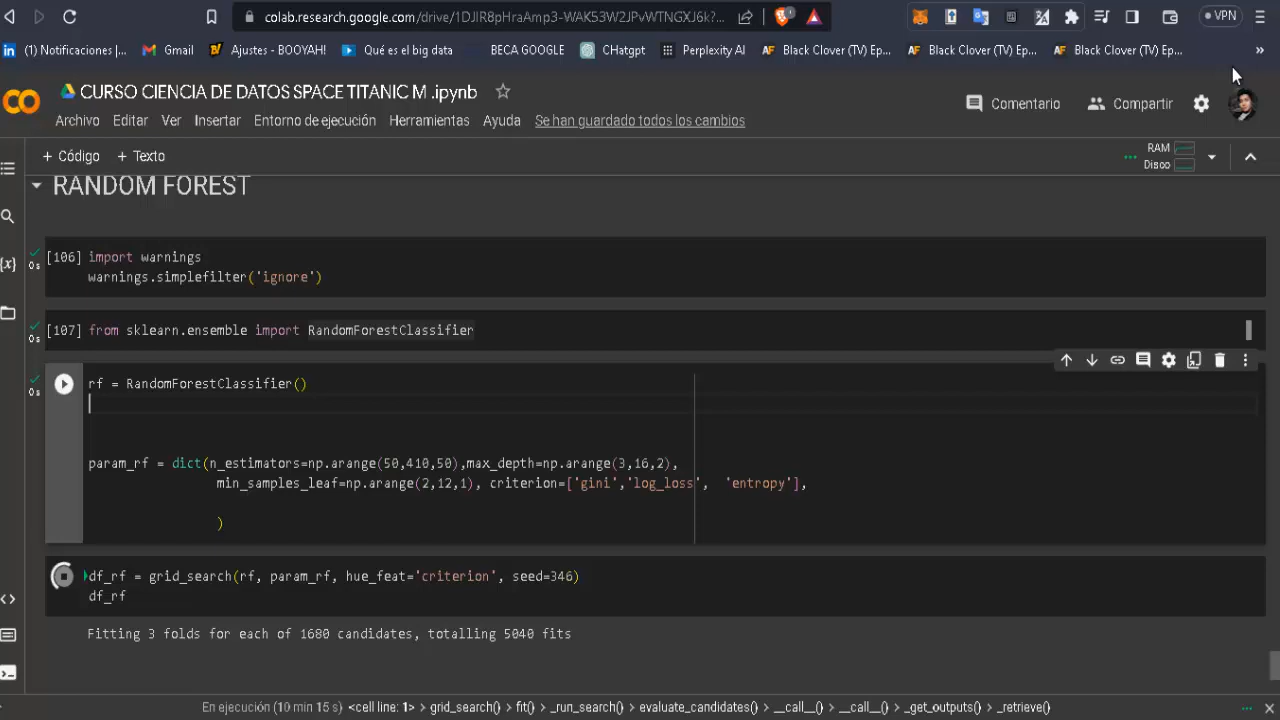 colab.research.google.com/drive/1DJIR8pHraAmp3-WAK53W2JPvWTNGXJ6k?...
VPN
(1) Notificaciones |...
Gmail
Ajustes - BOOYAH!
Qué es el big data
BECA GOOGLE
CHAtgpt
Perplexity AI
Black Clover (TV) Ep...
Black Clover (TV) Ep...
Black Clover (TV) Ep...
»
CURSO CIENCIA DE DATOS SPACE TITANIC M .ipynb
Comentario
Compartir
Archivo Editar Ver Insertar Entorno de ejecución Herramientas Ayuda Se han guardado todos los cambios
+ Código + Texto
RAM
Disco
RANDOM FOREST
[106] import warnings
0s
warnings.simplefilter('ignore')
[107] from sklearn.ensemble import RandomForestClassifier
0s
rf = RandomForestClassifier()
0s
param_rf = dict(n_estimators=np.arange(50,410,50),max_depth=np.arange(3,16,2),
min_samples_leaf=np.arange(2,12,1), criterion=['gini','log_loss', 'entropy'],
)
df_rf = grid_search(rf, param_rf, hue_feat='criterion', seed=346)
df_rf
Fitting 3 folds for each of 1680 candidates, totalling 5040 fits
En ejecución (10 min 15 s) <cell line: 1> > grid_search() > fit() > _run_search() > evaluate_candidates() > __call__() > __call__() > _get_outputs() > _retrieve()